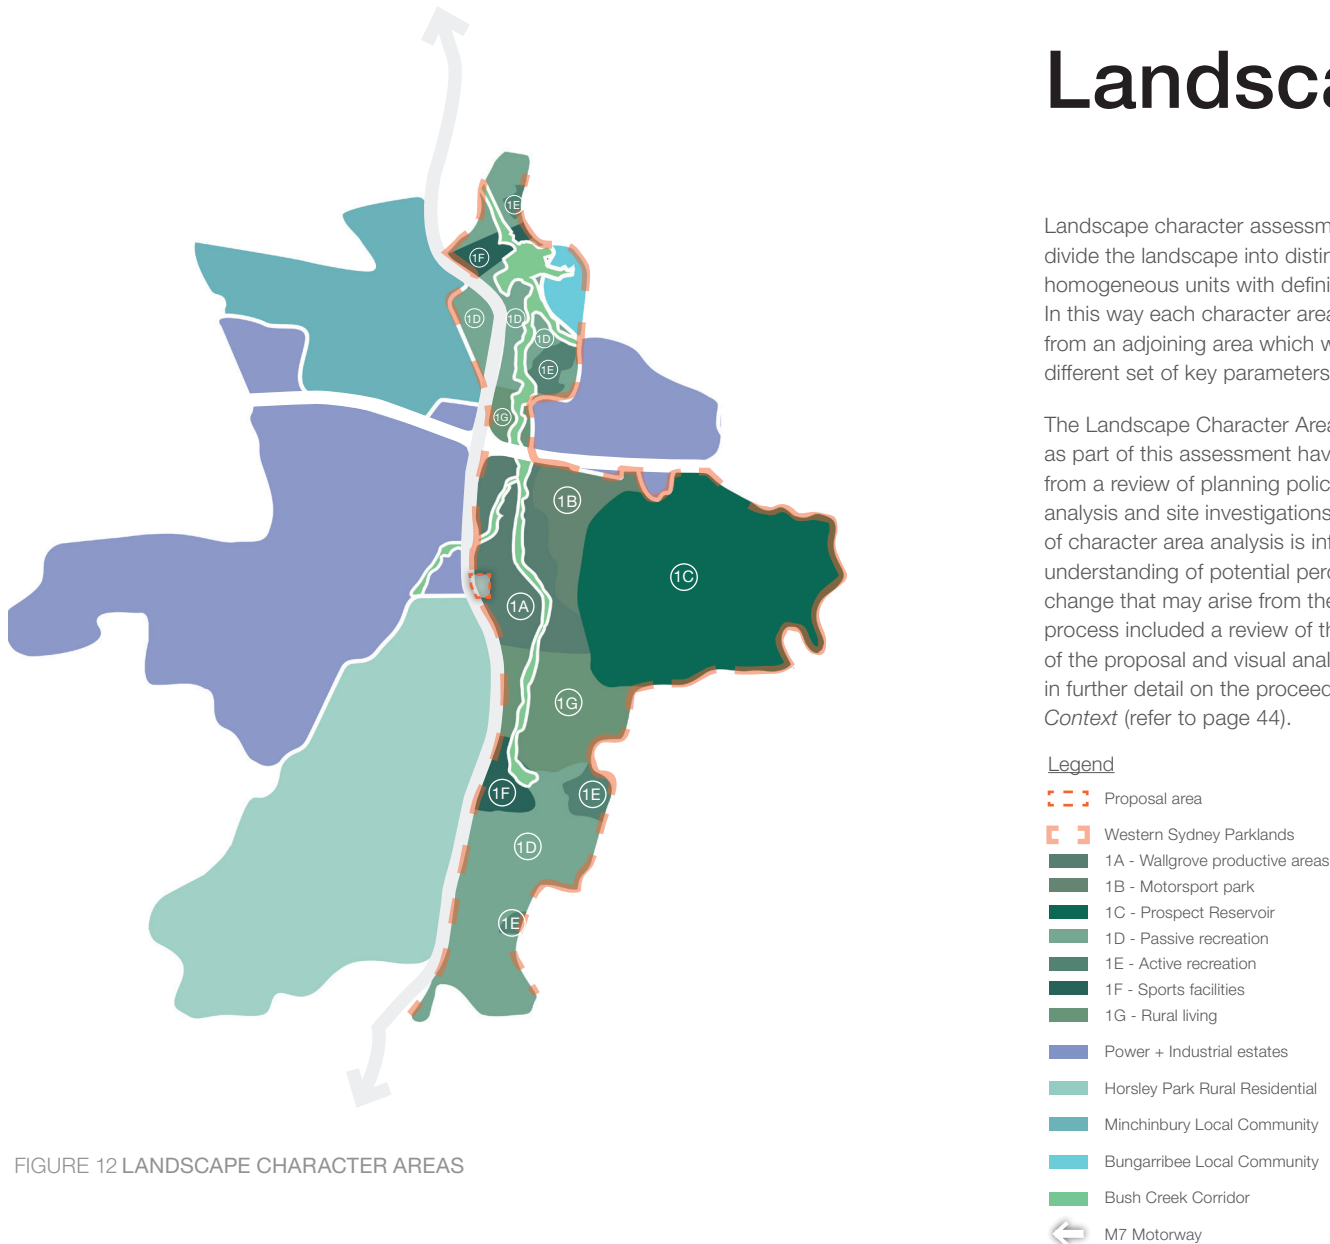 Landsca
Landscape character assessm
divide the landscape into distin
homogeneous units with defini
In this way each character area
from an adjoining area which w
different set of key parameters
The Landscape Character Area
as part of this assessment hav
from a review of planning polic
analysis and site investigations
of character area analysis is inf
understanding of potential perc
change that may arise from the
process included a review of th
of the proposal and visual anal
in further detail on the proceed
Context (refer to page 44).
Legend
Proposal area
Western Sydney Parklands
1A - Wallgrove productive areas
1B - Motorsport park
1C - Prospect Reservoir
1D - Passive recreation
1E - Active recreation
1F - Sports facilities
1G - Rural living
Power + Industrial estates
Horsley Park Rural Residential
Minchinbury Local Community
Bungarribee Local Community
Bush Creek Corridor
M7 Motorway
1E
1F
1D
1D
1D
1E
1G
1B
1C
1A
1G
1F
1E
1D
1E
FIGURE 12 LANDSCAPE CHARACTER AREAS